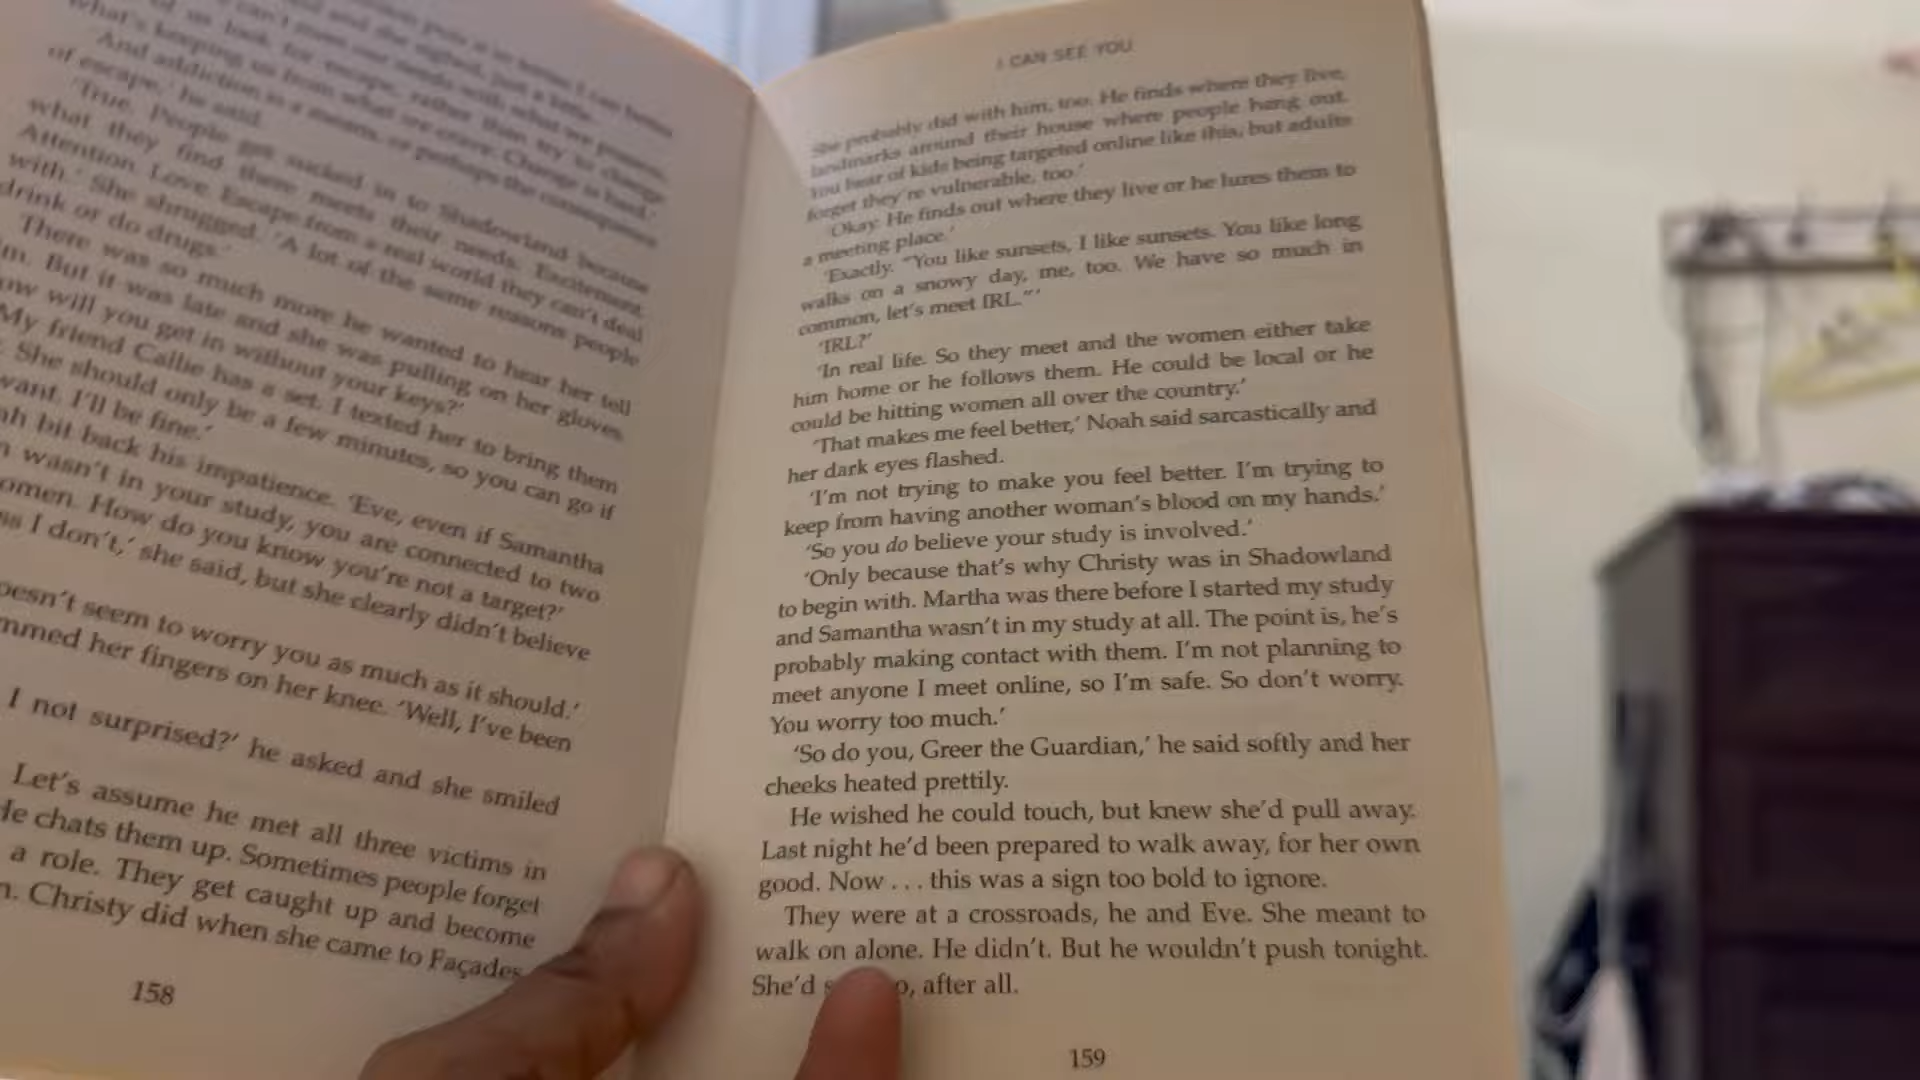 of escape,' he said.
'True. People get sucked in to Shadowland because
what they find there meets their needs. Excitement.
Attention. Love. Escape from a real world they can't deal
with.' She shrugged. 'A lot of the same reasons people
drink or do drugs.'
There was so much more he wanted to hear her tell
But it was late and she was pulling on her gloves.
will you get in without your keys?'
My friend Callie has a set. I texted her to bring them
She should only be a few minutes, so you can go if
want. I'll be fine.'
bit back his impatience. 'Eve, even if Samantha
wasn't in your study, you are connected to two
How do you know you're not a target?'
I don't,' she said, but she clearly didn't believe
seem to worry you as much as it should.'
her fingers on her knee. 'Well, I've been
I not surprised?' he asked and she smiled
Let's assume he met all three victims in
He chats them up. Sometimes people forget
a role. They get caught up and become
Christy did when she came to Façades
158
I CAN SEE YOU
She probably did with him, too. He finds where they live,
landmarks around their house where people hang out.
You hear of kids being targeted online like this, but adults
forget they're vulnerable, too.'
'Okay. He finds out where they live or he lures them to
a meeting place.'
'Exactly. "You like sunsets, I like sunsets. You like long
walks on a snowy day, me, too. We have so much in
common, let's meet IRL."'
'IRL?'
'In real life. So they meet and the women either take
him home or he follows them. He could be local or he
could be hitting women all over the country.'
'That makes me feel better,' Noah said sarcastically and
her dark eyes flashed.
'I'm not trying to make you feel better. I'm trying to
keep from having another woman's blood on my hands.'
'So you do believe your study is involved.'
'Only because that's why Christy was in Shadowland
to begin with. Martha was there before I started my study
and Samantha wasn't in my study at all. The point is, he's
probably making contact with them. I'm not planning to
meet anyone I meet online, so I'm safe. So don't worry.
You worry too much.'
'So do you, Greer the Guardian,' he said softly and her
cheeks heated prettily.
He wished he could touch, but knew she'd pull away.
Last night he'd been prepared to walk away, for her own
good. Now . . . this was a sign too bold to ignore.
They were at a crossroads, he and Eve. She meant to
walk on alone. He didn't. But he wouldn't push tonight.
She'd after all.
159